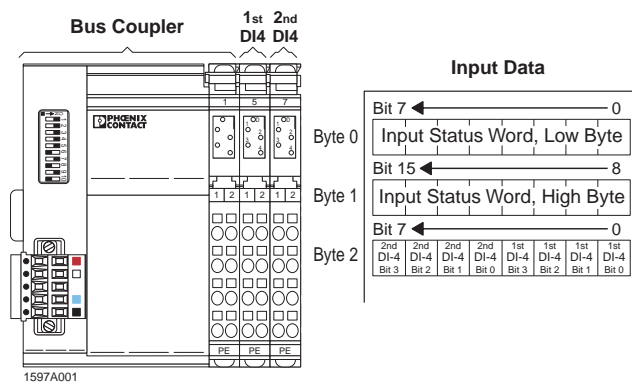 Bus Coupler
1st DI4
2nd DI4
PHŒNIX CONTACT
1 5 7
1 2 1 2 1 2
PE PE PE
1597A001
Input Data
Bit 7 0
Byte 0 Input Status Word, Low Byte
Bit 15 8
Byte 1 Input Status Word, High Byte
Bit 7 0
Byte 2
2nd DI-4 Bit 3
2nd DI-4 Bit 2
2nd DI-4 Bit 1
2nd DI-4 Bit 0
1st DI-4 Bit 3
1st DI-4 Bit 2
1st DI-4 Bit 1
1st DI-4 Bit 0